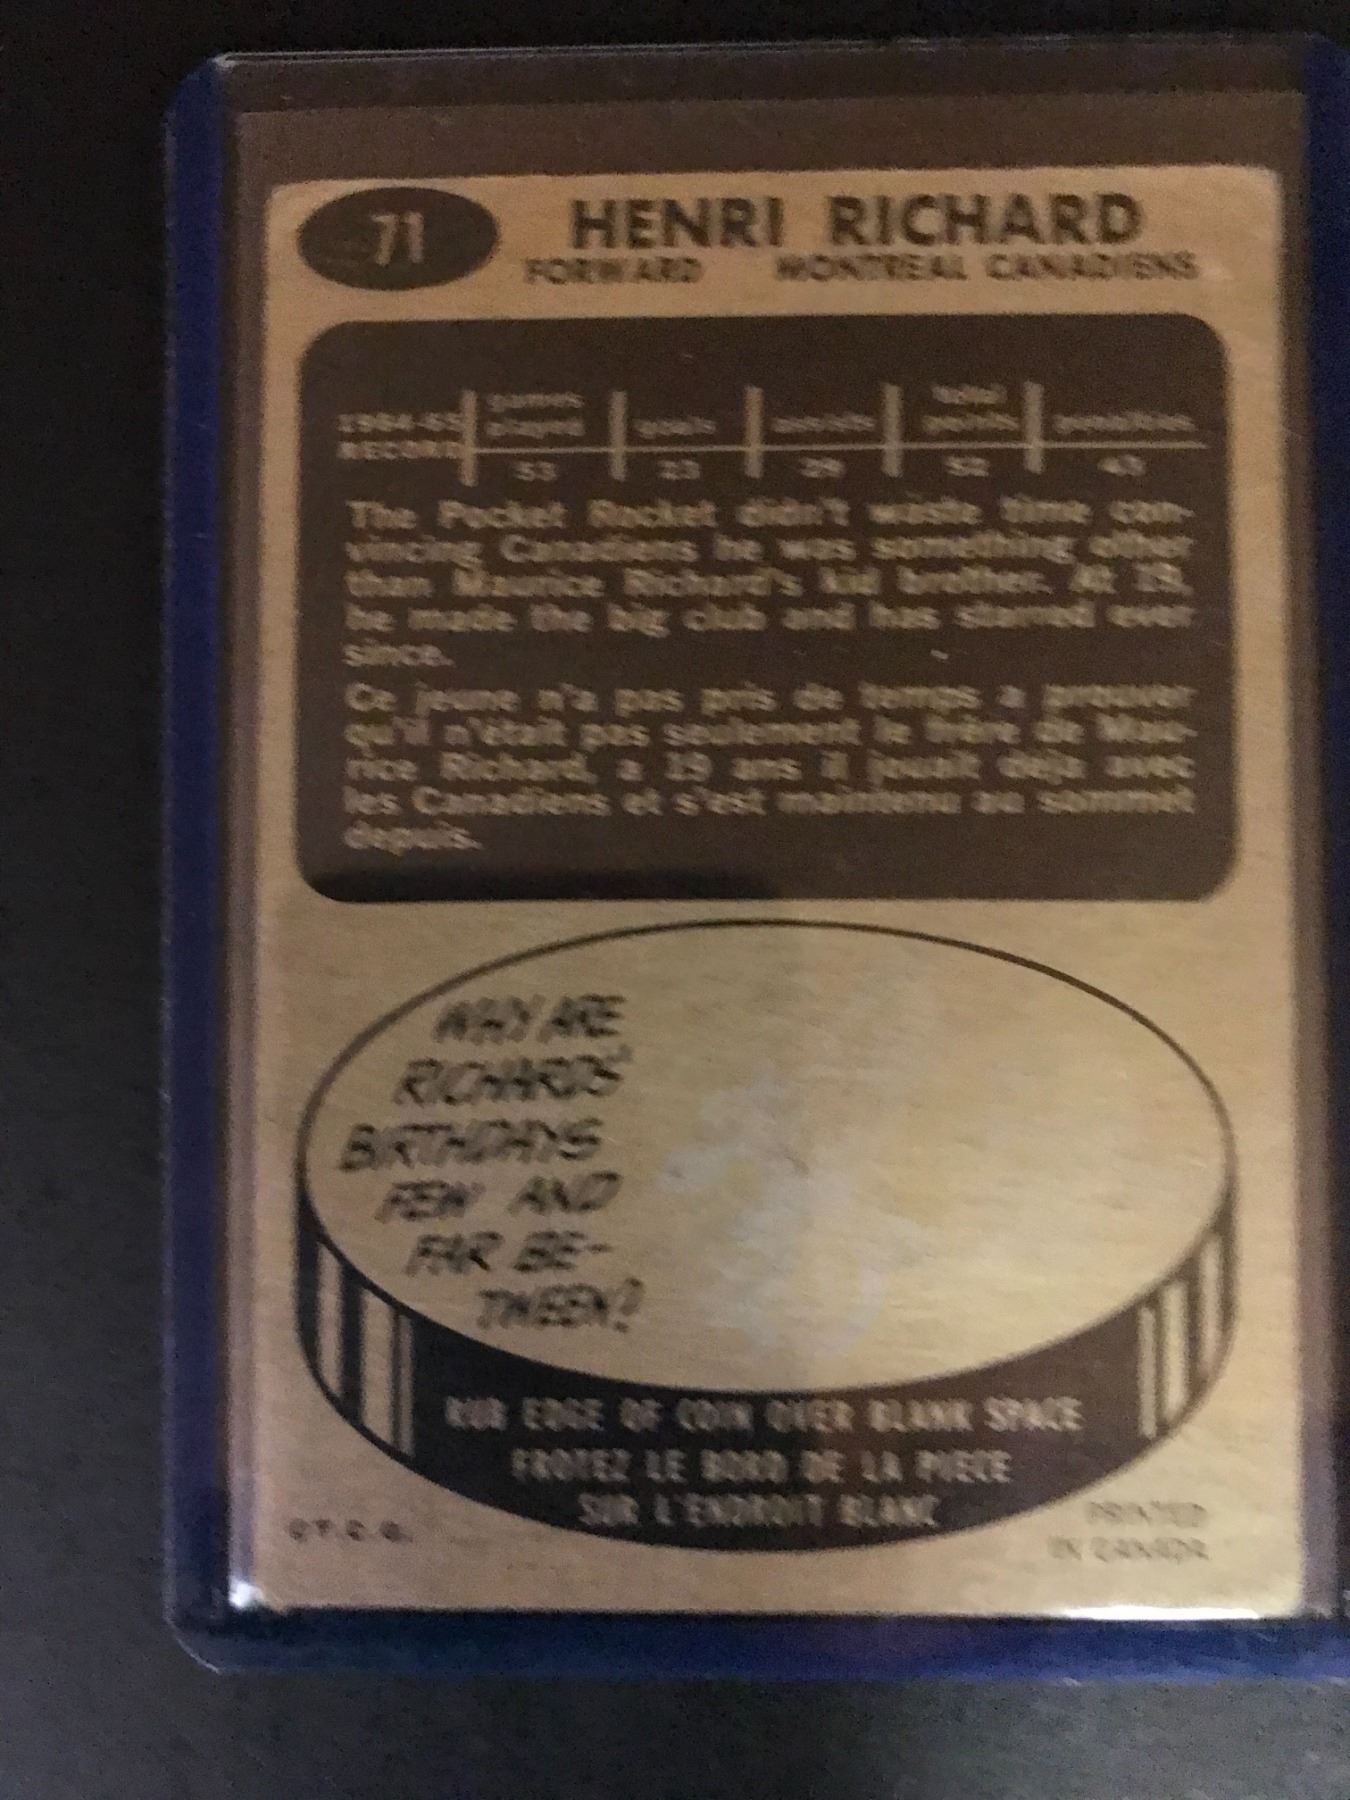 71
HENRI RICHARD
FORWARD MONTREAL CANADIENS
games total
1964-65 played goals assists points penalties
RECORD 53 23 29 52 43
The Pocket Rocket didn't waste time con-
vincing Canadiens he was something other
than Maurice Richard's kid brother. At 19,
he made the big club and has starred ever
since.
Ce jeune n'a pas pris de temps a prouver
qu'il n'était pas seulement le frère de Mau-
rice Richard, a 19 ans il jouait deja avec
les Canadiens et s'est maintenu au sommet
depuis.
WHY ARE
RICHARDS'
BIRTHDAYS
FEW AND
FAR BE-
TWEEN?
RUB EDGE OF COIN OVER BLANK SPACE
FROTEZ LE BORD DE LA PIECE
SUR L'ENDROIT BLANC
©T.C.G.
PRINTED
IN CANADA